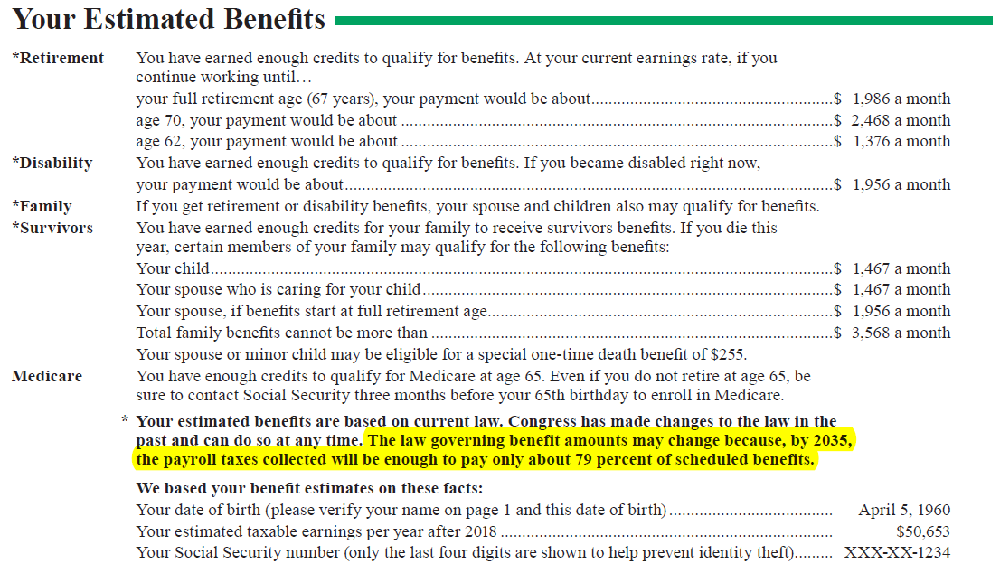 Your Estimated Benefits
*Retirement You have earned enough credits to qualify for benefits. At your current earnings rate, if you
continue working until…
your full retirement age (67 years), your payment would be about............................................................$ 1,986 a month
age 70, your payment would be about ....................................................................................................$ 2,468 a month
age 62, your payment would be about ....................................................................................................$ 1,376 a month
*Disability You have earned enough credits to qualify for benefits. If you became disabled right now,
your payment would be about.................................................................................................................$ 1,956 a month
*Family If you get retirement or disability benefits, your spouse and children also may qualify for benefits.
*Survivors You have earned enough credits for your family to receive survivors benefits. If you die this
year, certain members of your family may qualify for the following benefits:
Your child................................................................................................................................................$ 1,467 a month
Your spouse who is caring for your child................................................................................................$ 1,467 a month
Your spouse, if benefits start at full retirement age.................................................................................$ 1,956 a month
Total family benefits cannot be more than ..............................................................................................$ 3,568 a month
Your spouse or minor child may be eligible for a special one-time death benefit of $255.
Medicare You have enough credits to qualify for Medicare at age 65. Even if you do not retire at age 65, be
sure to contact Social Security three months before your 65th birthday to enroll in Medicare.
* Your estimated benefits are based on current law. Congress has made changes to the law in the
past and can do so at any time. The law governing benefit amounts may change because, by 2035,
the payroll taxes collected will be enough to pay only about 79 percent of scheduled benefits.
We based your benefit estimates on these facts:
Your date of birth (please verify your name on page 1 and this date of birth)...................................... April 5, 1960
Your estimated taxable earnings per year after 2018 .............................................................................. $50,653
Your Social Security number (only the last four digits are shown to help prevent identity theft)......... XXX-XX-1234